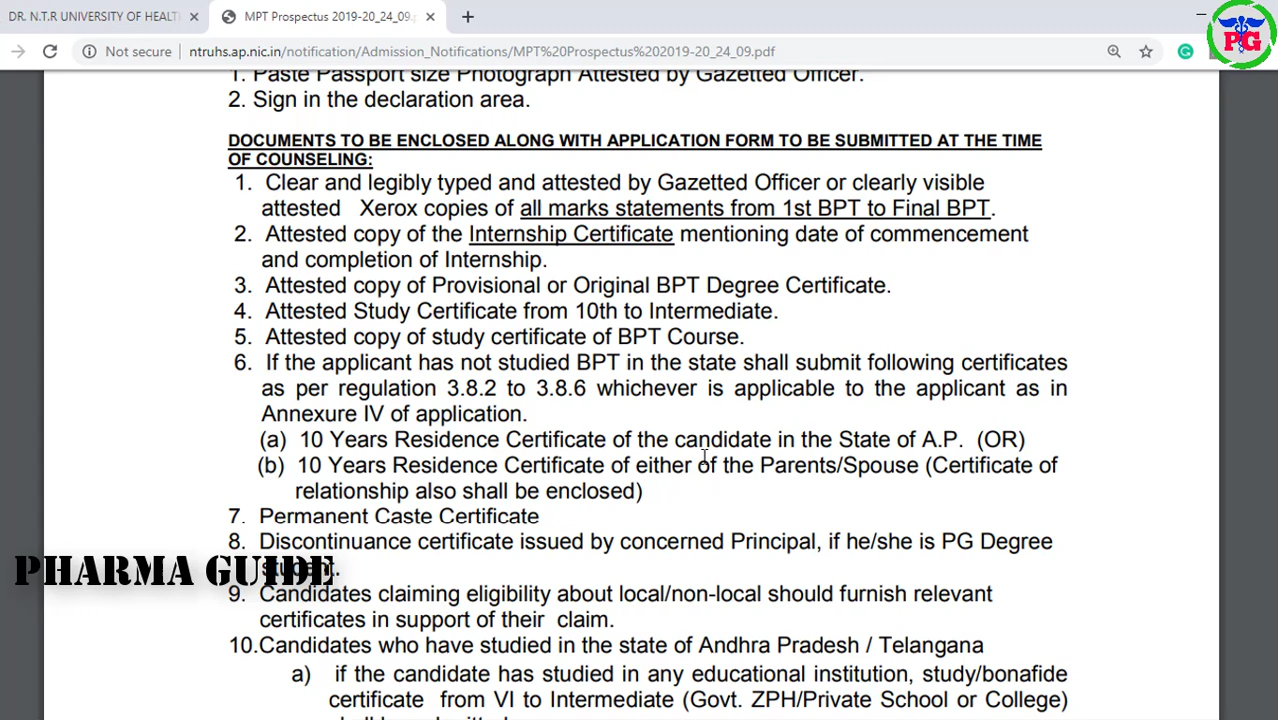 DR. N.T.R UNIVERSITY OF HEALT
MPT Prospectus 2019-20_24_09.p
PG
Not secure
ntruhs.ap.nic.in/notification/Admission_Notifications/MPT%20Prospectus%202019-20_24_09.pdf
1. Paste Passport size Photograph Attested by Gazetted Officer.
2. Sign in the declaration area.
DOCUMENTS TO BE ENCLOSED ALONG WITH APPLICATION FORM TO BE SUBMITTED AT THE TIME
OF COUNSELING:
1. Clear and legibly typed and attested by Gazetted Officer or clearly visible
attested Xerox copies of all marks statements from 1st BPT to Final BPT.
2. Attested copy of the Internship Certificate mentioning date of commencement
and completion of Internship.
3. Attested copy of Provisional or Original BPT Degree Certificate.
4. Attested Study Certificate from 10th to Intermediate.
5. Attested copy of study certificate of BPT Course.
6. If the applicant has not studied BPT in the state shall submit following certificates
as per regulation 3.8.2 to 3.8.6 whichever is applicable to the applicant as in
Annexure IV of application.
(a) 10 Years Residence Certificate of the candidate in the State of A.P. (OR)
(b) 10 Years Residence Certificate of either of the Parents/Spouse (Certificate of
relationship also shall be enclosed)
7. Permanent Caste Certificate
8. Discontinuance certificate issued by concerned Principal, if he/she is PG Degree
student.
PHARMA GUIDE
9. Candidates claiming eligibility about local/non-local should furnish relevant
certificates in support of their claim.
10.Candidates who have studied in the state of Andhra Pradesh / Telangana
a) if the candidate has studied in any educational institution, study/bonafide
certificate from VI to Intermediate (Govt. ZPH/Private School or College)